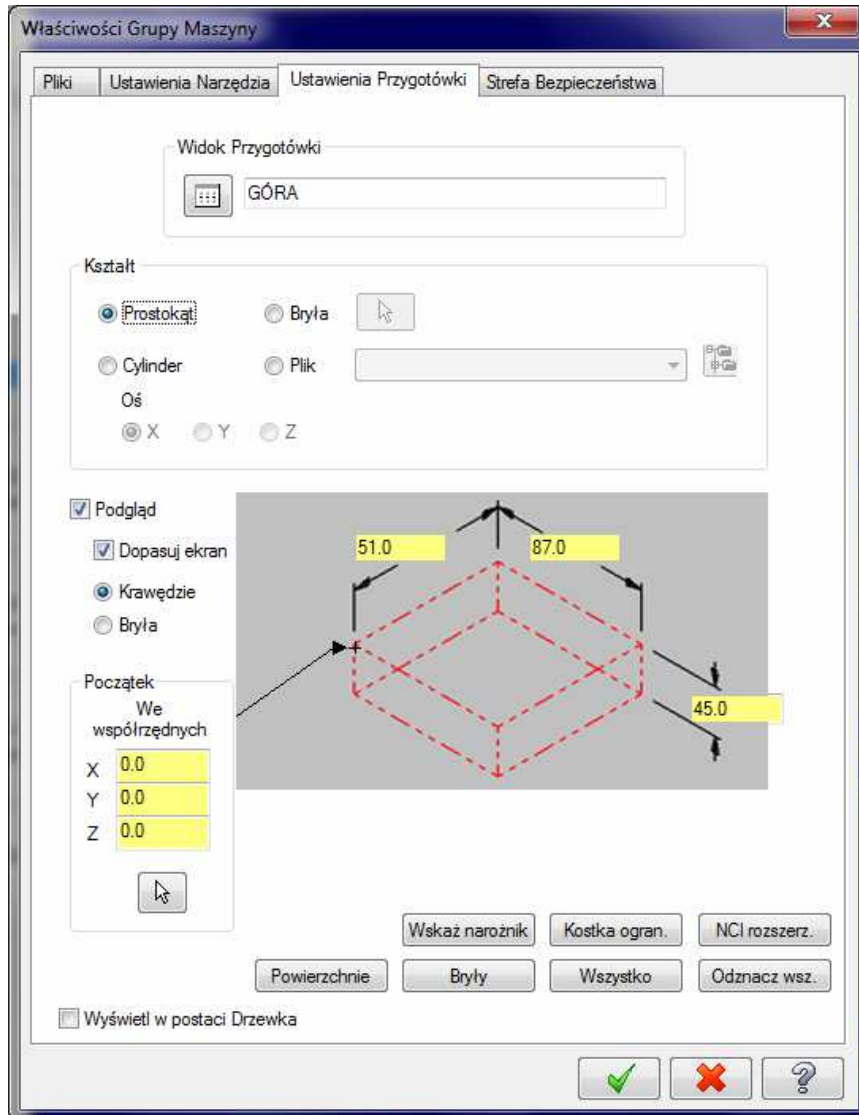 Właściwości Grupy Maszyny
Pliki Ustawienia Narzędzia Ustawienia Przygotówki Strefa Bezpieczeństwa
Widok Przygotówki
GÓRA
Kształt
Prostokąt Bryła
Cylinder Plik
Oś
X Y Z
Podgląd
Dopasuj ekran
Krawędzie
Bryła
51.0 87.0
45.0
Początek
We
współrzędnych
X 0.0
Y 0.0
Z 0.0
Wskaż narożnik Kostka ogran. NCI rozszerz.
Powierzchnie Bryły Wszystko Odznacz wsz.
Wyświetl w postaci Drzewka